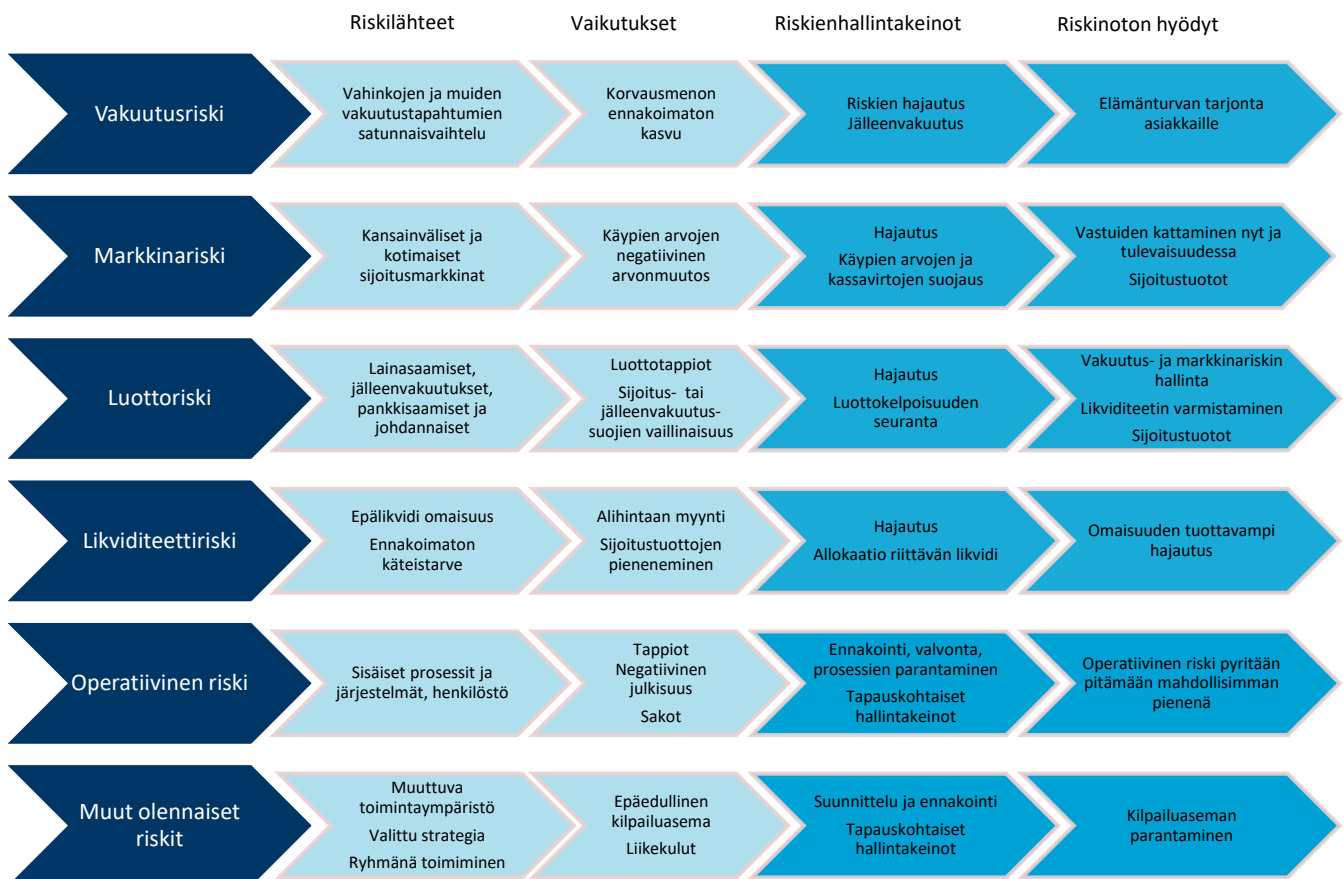 Riskilähteet
Vaikutukset
Riskienhallintakeinot
Riskinoton hyödyt
Vakuutusriski
Vahinkojen ja muiden
vakuutustapahtumien
satunnaisvaihtelu
Korvausmenon
ennakoimaton
kasvu
Riskien hajautus
Jälleenvakuutus
Elämänturvan tarjonta
asiakkaille
Markkinariski
Kansainväliset ja
kotimaiset
sijoitusmarkkinat
Käypien arvojen
negatiivinen
arvonmuutos
Hajautus
Käypien arvojen ja
kassavirtojen suojaus
Vastuiden kattaminen nyt ja
tulevaisuudessa
Sijoitustuotot
Luottoriski
Lainasaamiset,
jälleenvakuutukset,
pankkisaamiset ja
johdannaiset
Luottotappiot
Sijoitus- tai
jälleenvakuutus-
suojien vaillinaisuus
Hajautus
Luottokelpoisuuden
seuranta
Vakuutus- ja markkinariskin
hallinta
Likviditeetin varmistaminen
Sijoitustuotot
Likviditeettiriski
Epälikvidi omaisuus
Ennakoimaton
käteistarve
Alihintaan myynti
Sijoitustuottojen
pieneneminen
Hajautus
Allokaatio riittävän likvidi
Omaisuuden tuottavampi
hajautus
Operatiivinen riski
Sisäiset prosessit ja
järjestelmät, henkilöstö
Tappiot
Negatiivinen
julkisuus
Sakot
Ennakointi, valvonta,
prosessien parantaminen
Tapauskohtaiset
hallintakeinot
Operatiivinen riski pyritään
pitämään mahdollisimman
pienenä
Muut olennaiset
riskit
Muuttuva
toimintaympäristö
Valittu strategia
Ryhmänä toimiminen
Epäedullinen
kilpailuasema
Liikekulut
Suunnittelu ja ennakointi
Tapauskohtaiset
hallintakeinot
Kilpailuaseman
parantaminen